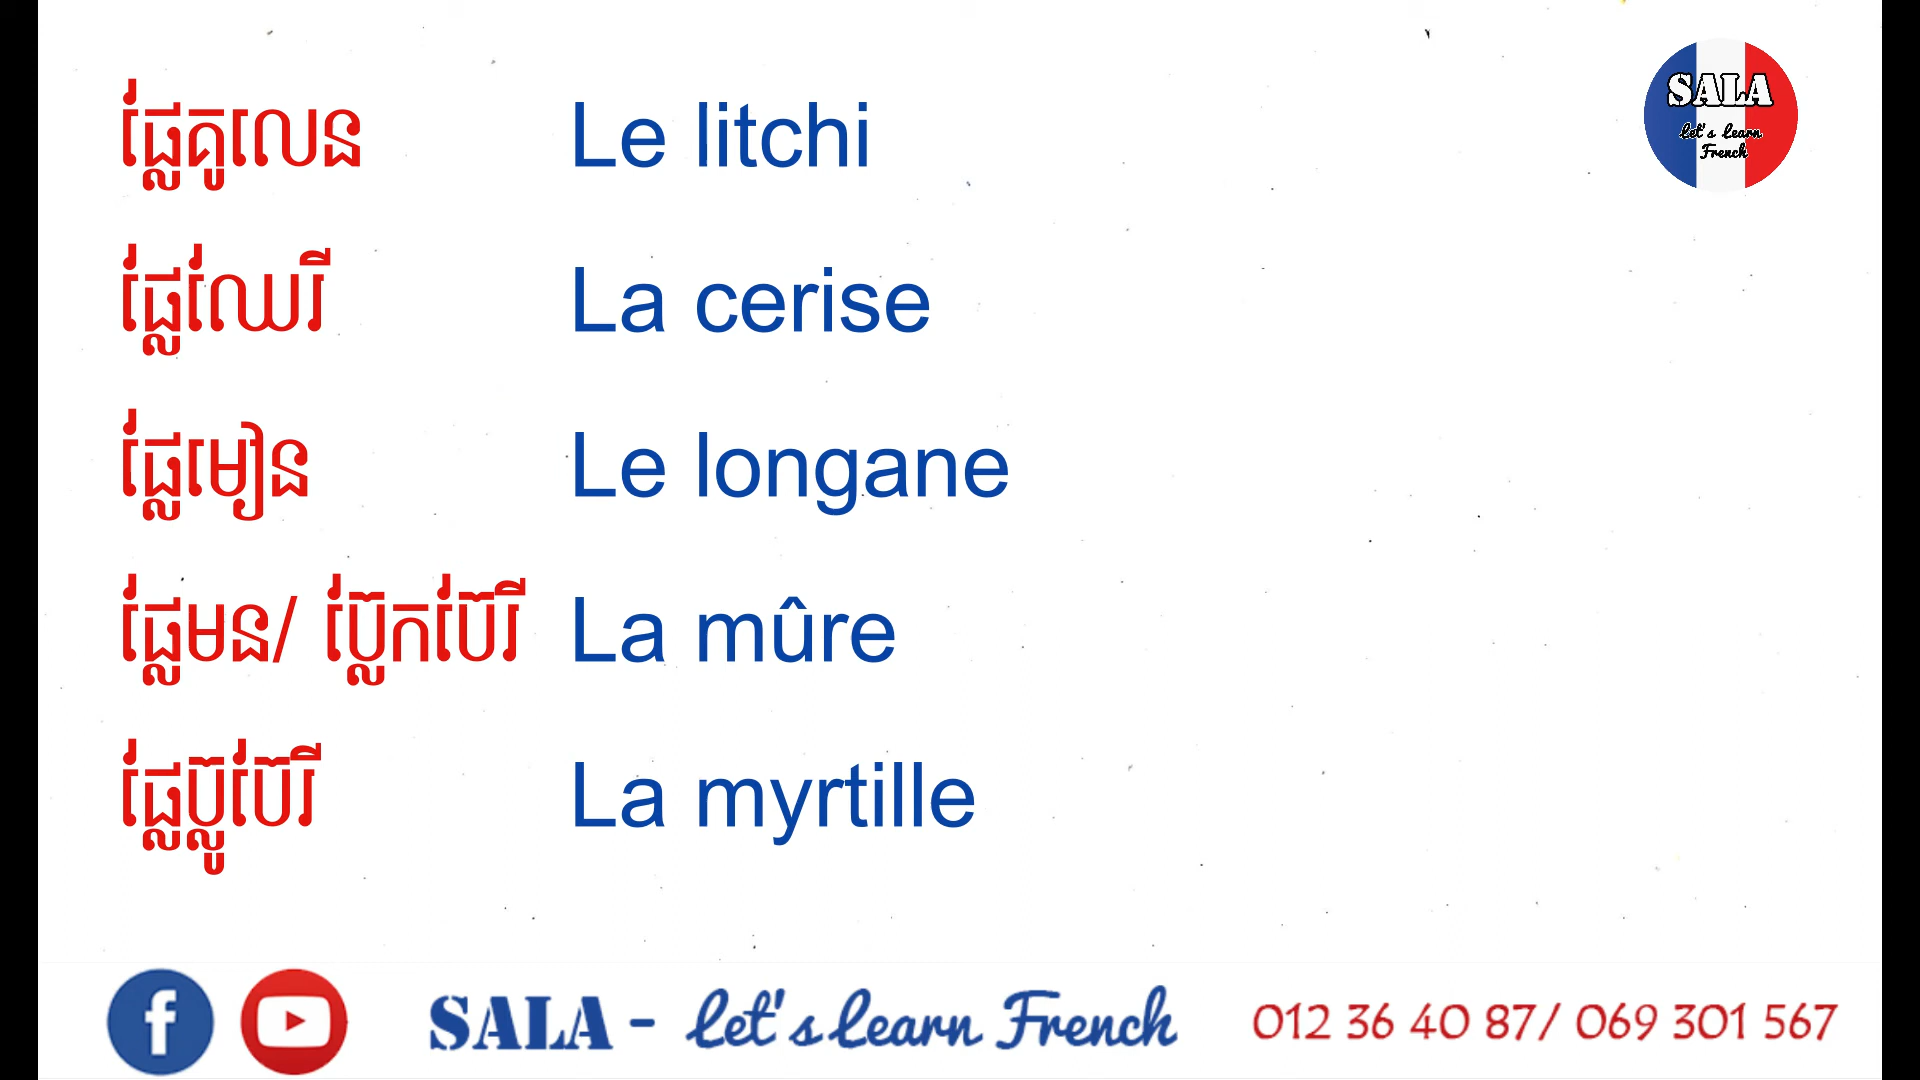 ផ្លែគូលេន Le litchi
ផ្លែឈែរី La cerise
ផ្លែមៀន Le longane
ផ្លែមន/ ប៊្លែកប៊ែរី La mûre
ផ្លែប៊្លូប៊ែរី La myrtille
SALA
Let's Learn
French
SALA - Let's Learn French 012 36 40 87/ 069 301 567